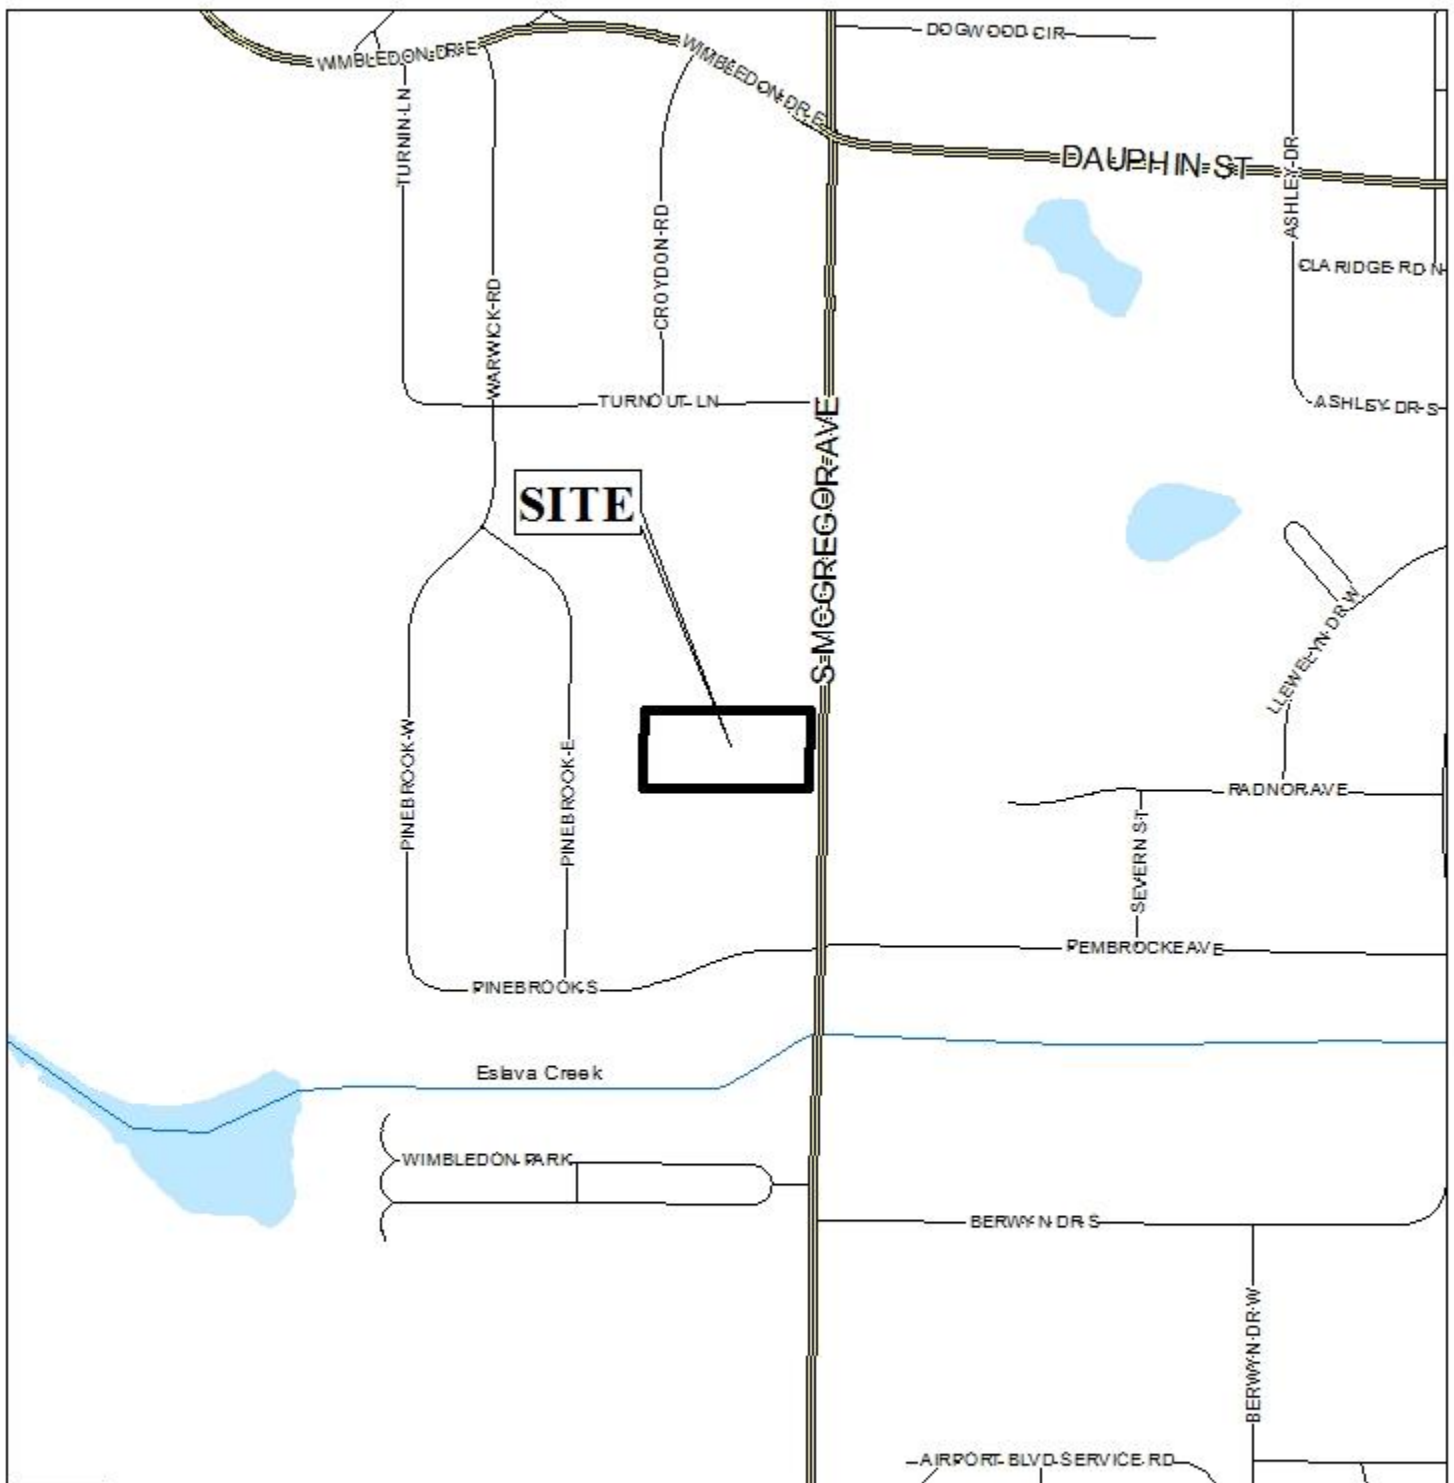 DOGWOOD CIR
WIMBLEDON DR E
WIMBLEDON DR E
TURNIN LN
DAUPHIN ST
ASHLEY DR
CROYDON RD
CLARIDGE RD N
WARWICK RD
TURNOUT LN
ASHLEY DR S
SITE
S MCGREGOR AVE
LLEWELYN DR W
PINEBROOK W
PINEBROOK E
RADNOR AVE
SEVERN ST
PEMBROCKE AVE
PINEBROOK S
Eslava Creek
WIMBLEDON PARK
BERWYN DR S
BERWYN DR W
AIRPORT BLVD SERVICE RD